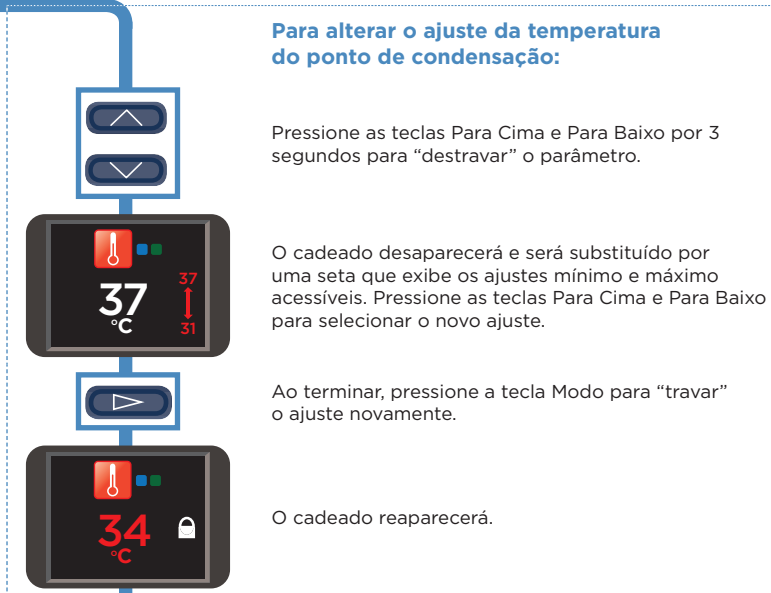 Para alterar o ajuste da temperatura
do ponto de condensação:
Pressione as teclas Para Cima e Para Baixo por 3
segundos para “destravar” o parâmetro.
37
°C
37
31
O cadeado desaparecerá e será substituído por
uma seta que exibe os ajustes mínimo e máximo
acessíveis. Pressione as teclas Para Cima e Para Baixo
para selecionar o novo ajuste.
Ao terminar, pressione a tecla Modo para “travar”
o ajuste novamente.
34
°C
O cadeado reaparecerá.